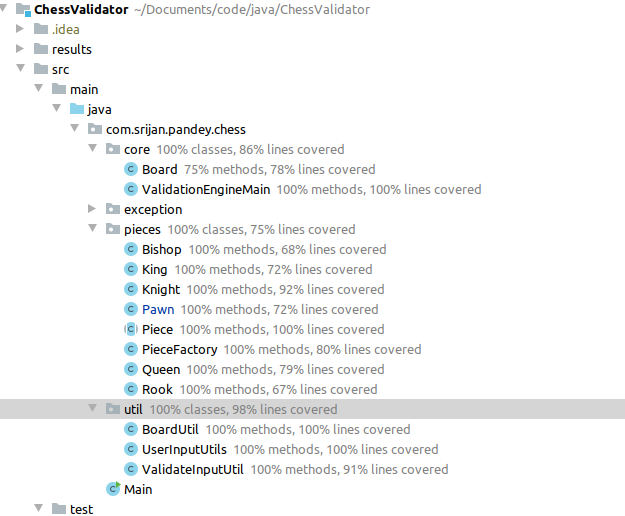 ChessValidator ~/Documents/code/java/ChessValidator
.idea
results
src
main
java
com.srijan.pandey.chess
core 100% classes, 86% lines covered
Board 75% methods, 78% lines covered
ValidationEngineMain 100% methods, 100% lines covered
exception
pieces 100% classes, 75% lines covered
Bishop 100% methods, 68% lines covered
King 100% methods, 72% lines covered
Knight 100% methods, 92% lines covered
Pawn 100% methods, 72% lines covered
Piece 100% methods, 100% lines covered
PieceFactory 100% methods, 80% lines covered
Queen 100% methods, 79% lines covered
Rook 100% methods, 67% lines covered
util 100% classes, 98% lines covered
BoardUtil 100% methods, 100% lines covered
UserInputUtils 100% methods, 100% lines covered
ValidateInputUtil 100% methods, 91% lines covered
Main
test